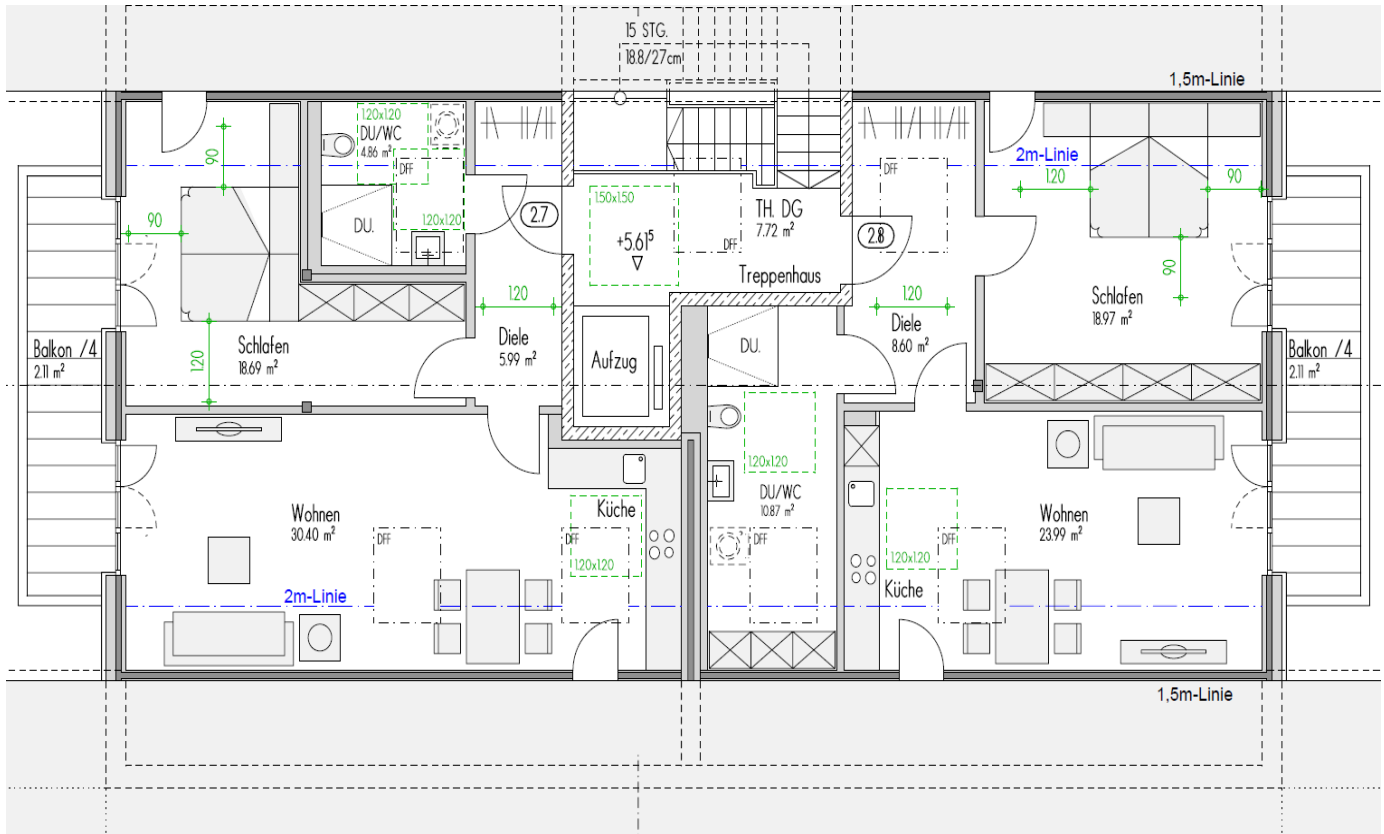 15 STG.
18.8/27cm
1,5m-Linie
120x120
DU/WC
4.86 m²
DFF
DU.
120x120
90
90
2.7
150x150
+5.61⁵
TH. DG
7.72 m²
DFF
Treppenhaus
2.8
DFF
2m-Linie
120
90
90
Schlafen
18.97 m²
Balkon /4
2.11 m²
120
Schlafen
18.69 m²
120
Diele
5.99 m²
Aufzug
DU.
120
Diele
8.60 m²
Balkon /4
2.11 m²
Wohnen
30.40 m²
DFF
2m-Linie
Küche
DFF
120x120
120x120
DU/WC
10.87 m²
DFF
120x120
Küche
DFF
Wohnen
23.99 m²
2m-Linie
1,5m-Linie